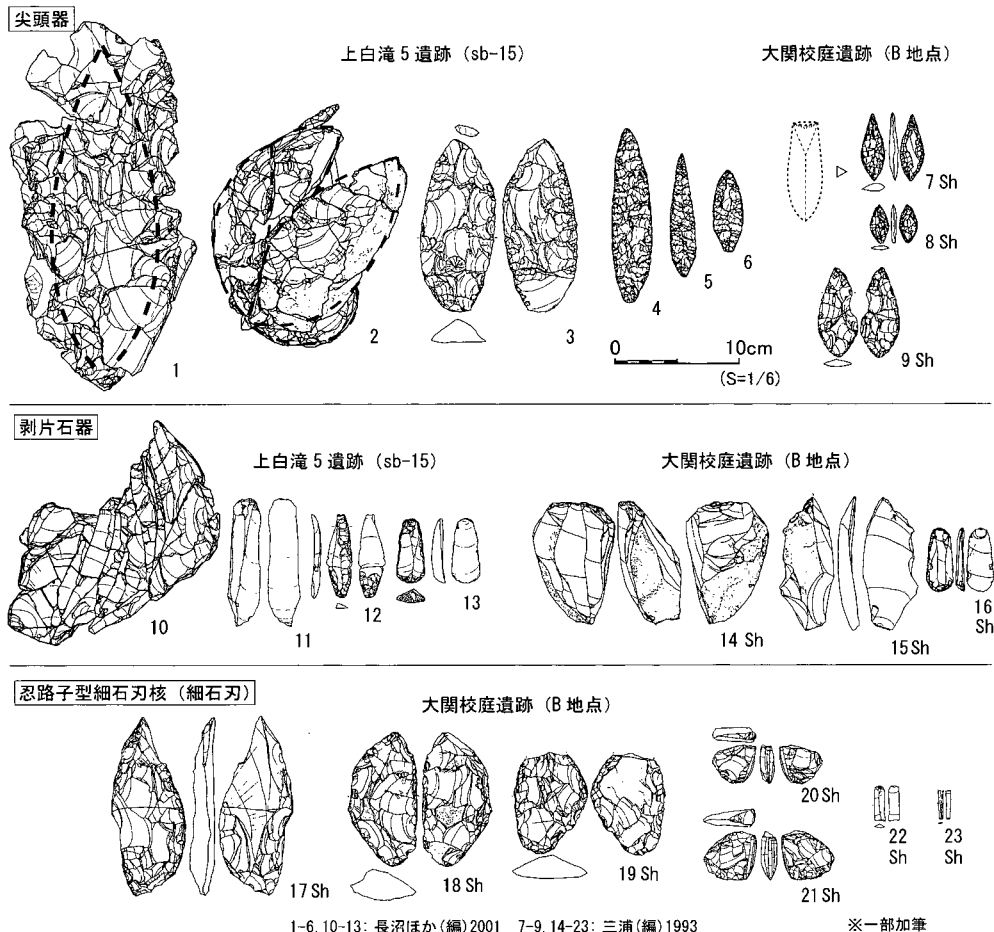 尖頭器
上白滝5遺跡 (sb-15)
大関校庭遺跡 (B地点)
1
2
3
4
5
6
7 Sh
8 Sh
9 Sh
0 10cm
(S=1/6)
剥片石器
上白滝5遺跡 (sb-15)
大関校庭遺跡 (B地点)
10
11
12
13
14 Sh
15 Sh
16
Sh
忍路子型細石刃核 (細石刃)
大関校庭遺跡 (B地点)
17 Sh
18 Sh
19 Sh
20 Sh
21 Sh
22
Sh
23
Sh
1-6, 10-13: 長沼ほか(編)2001 7-9, 14-23: 三浦(編)1993 ※一部加筆